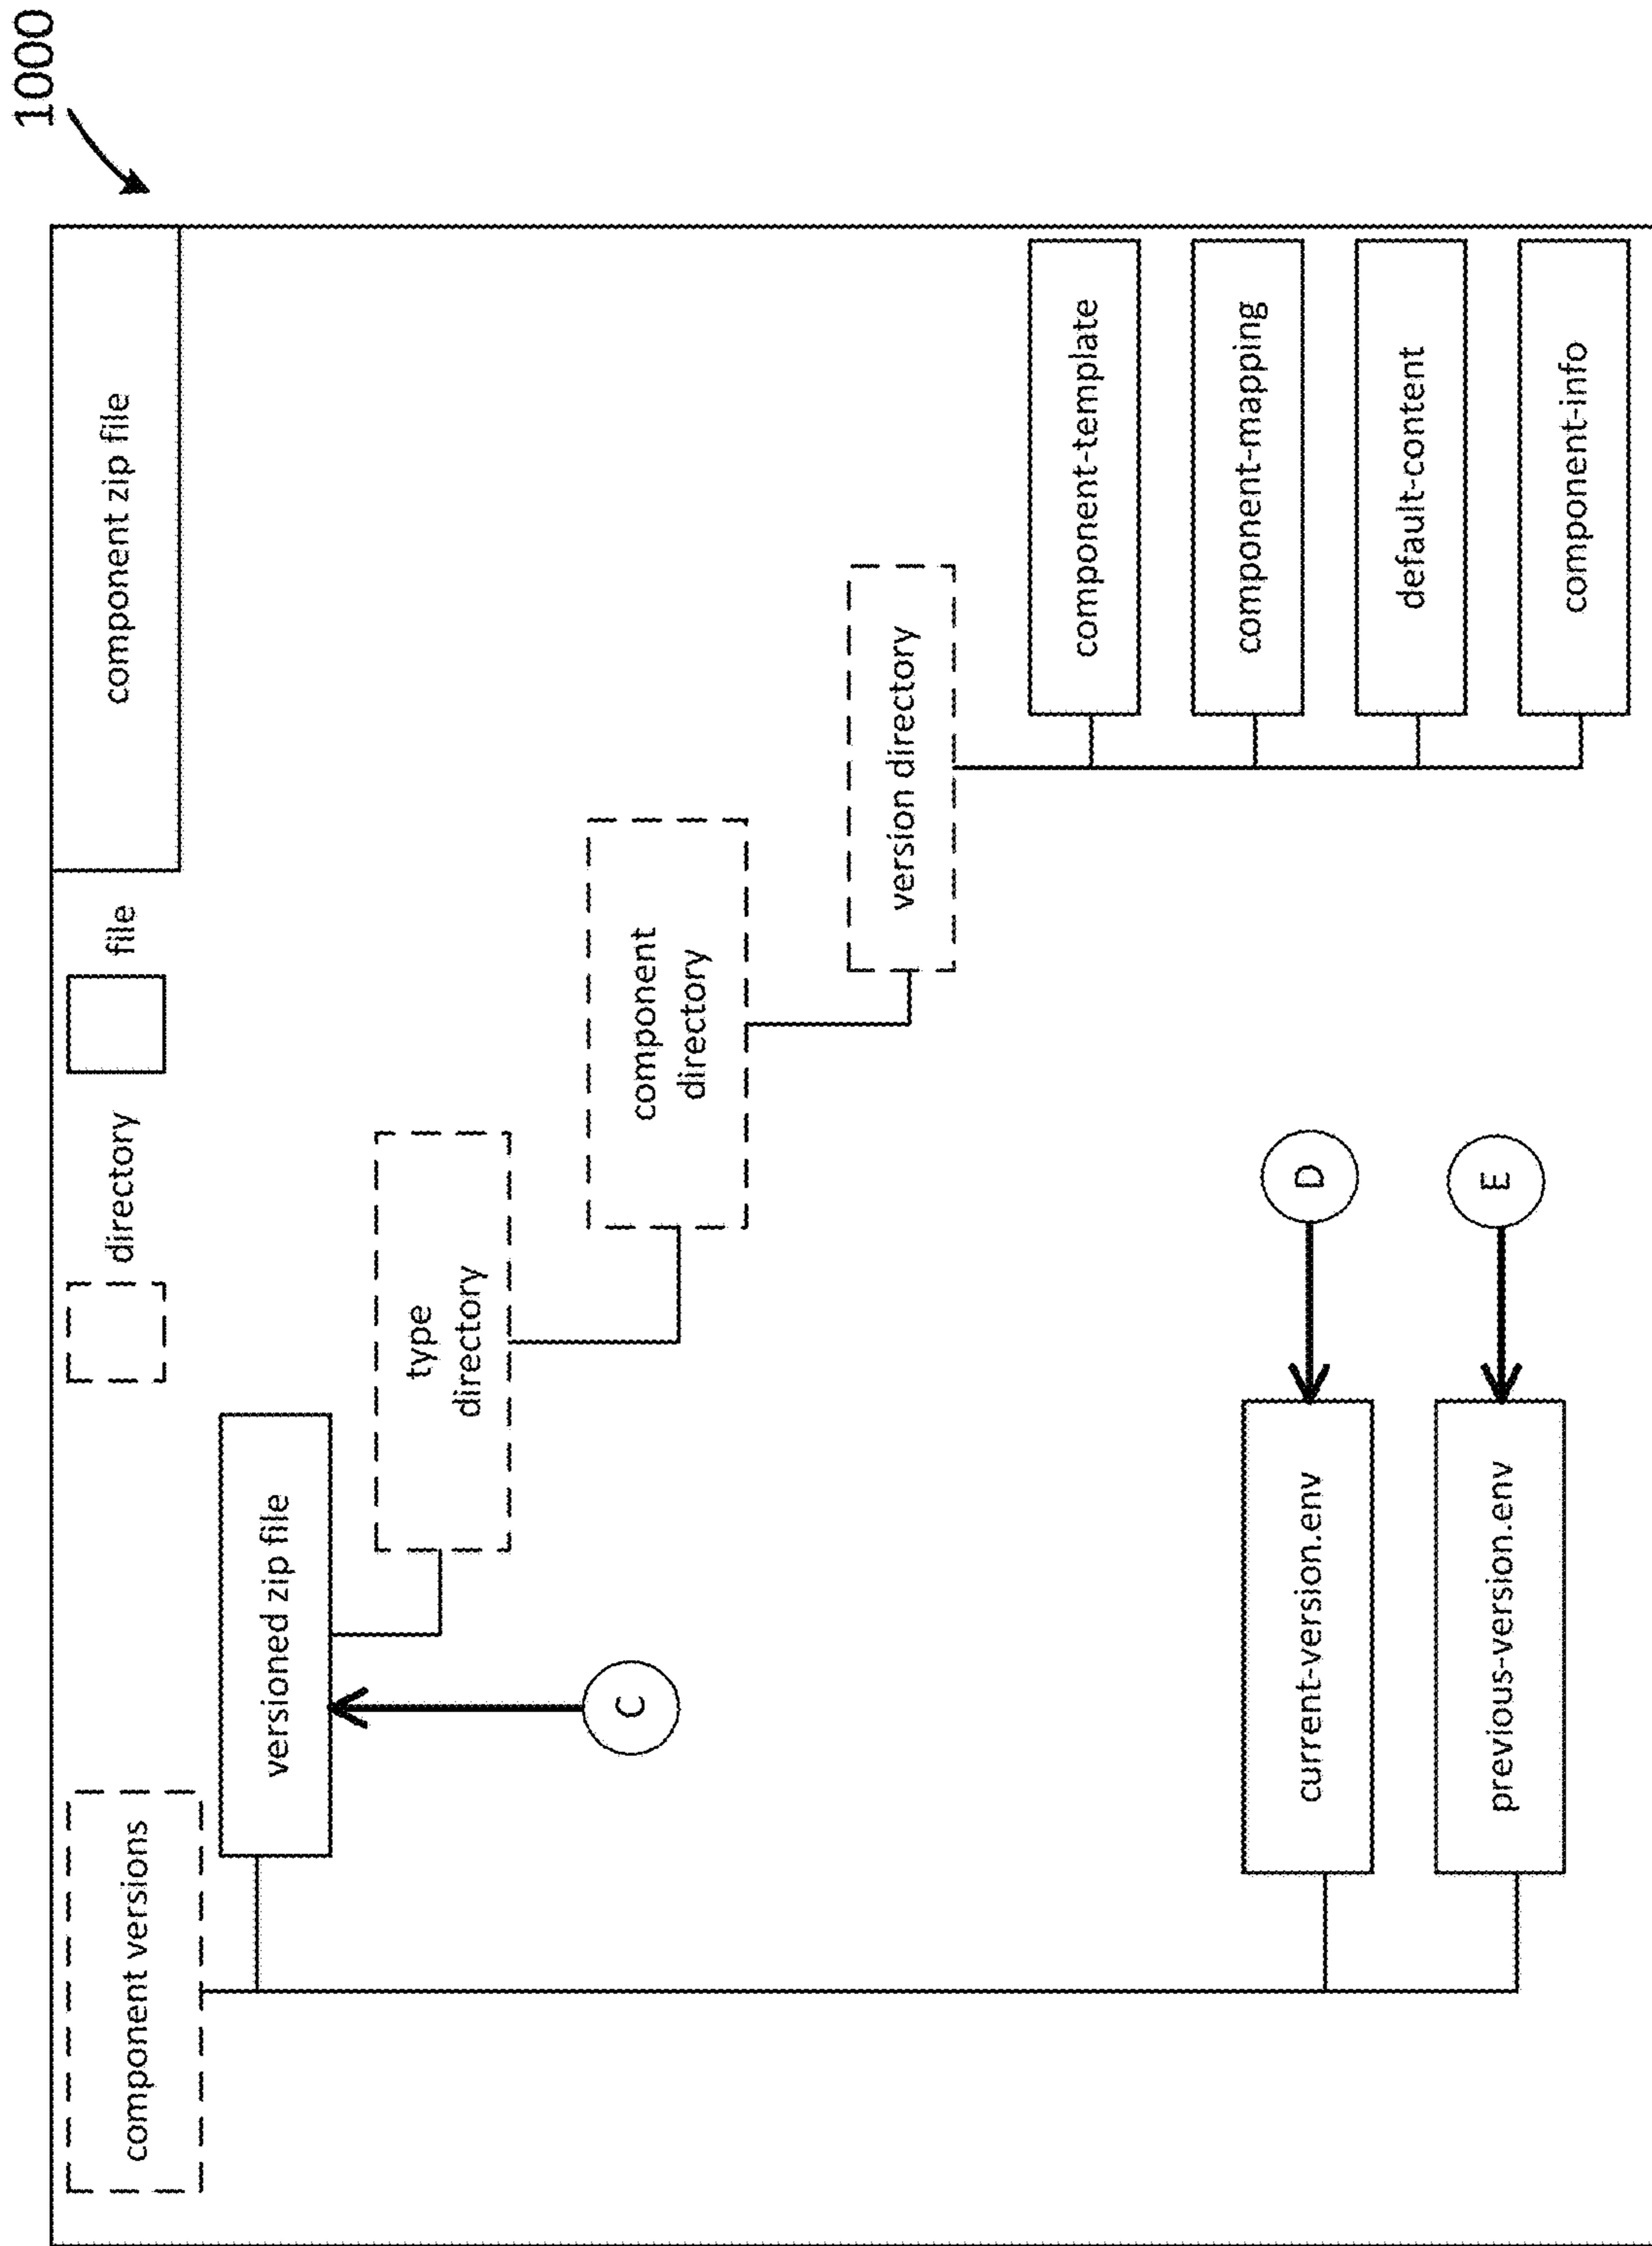 1000
component versions
directory
file
component zip file
versioned zip file
type
directory
C
component
directory
version directory
component-template
component-mapping
default-content
component-info
current-version.env
D
previous-version.env
E